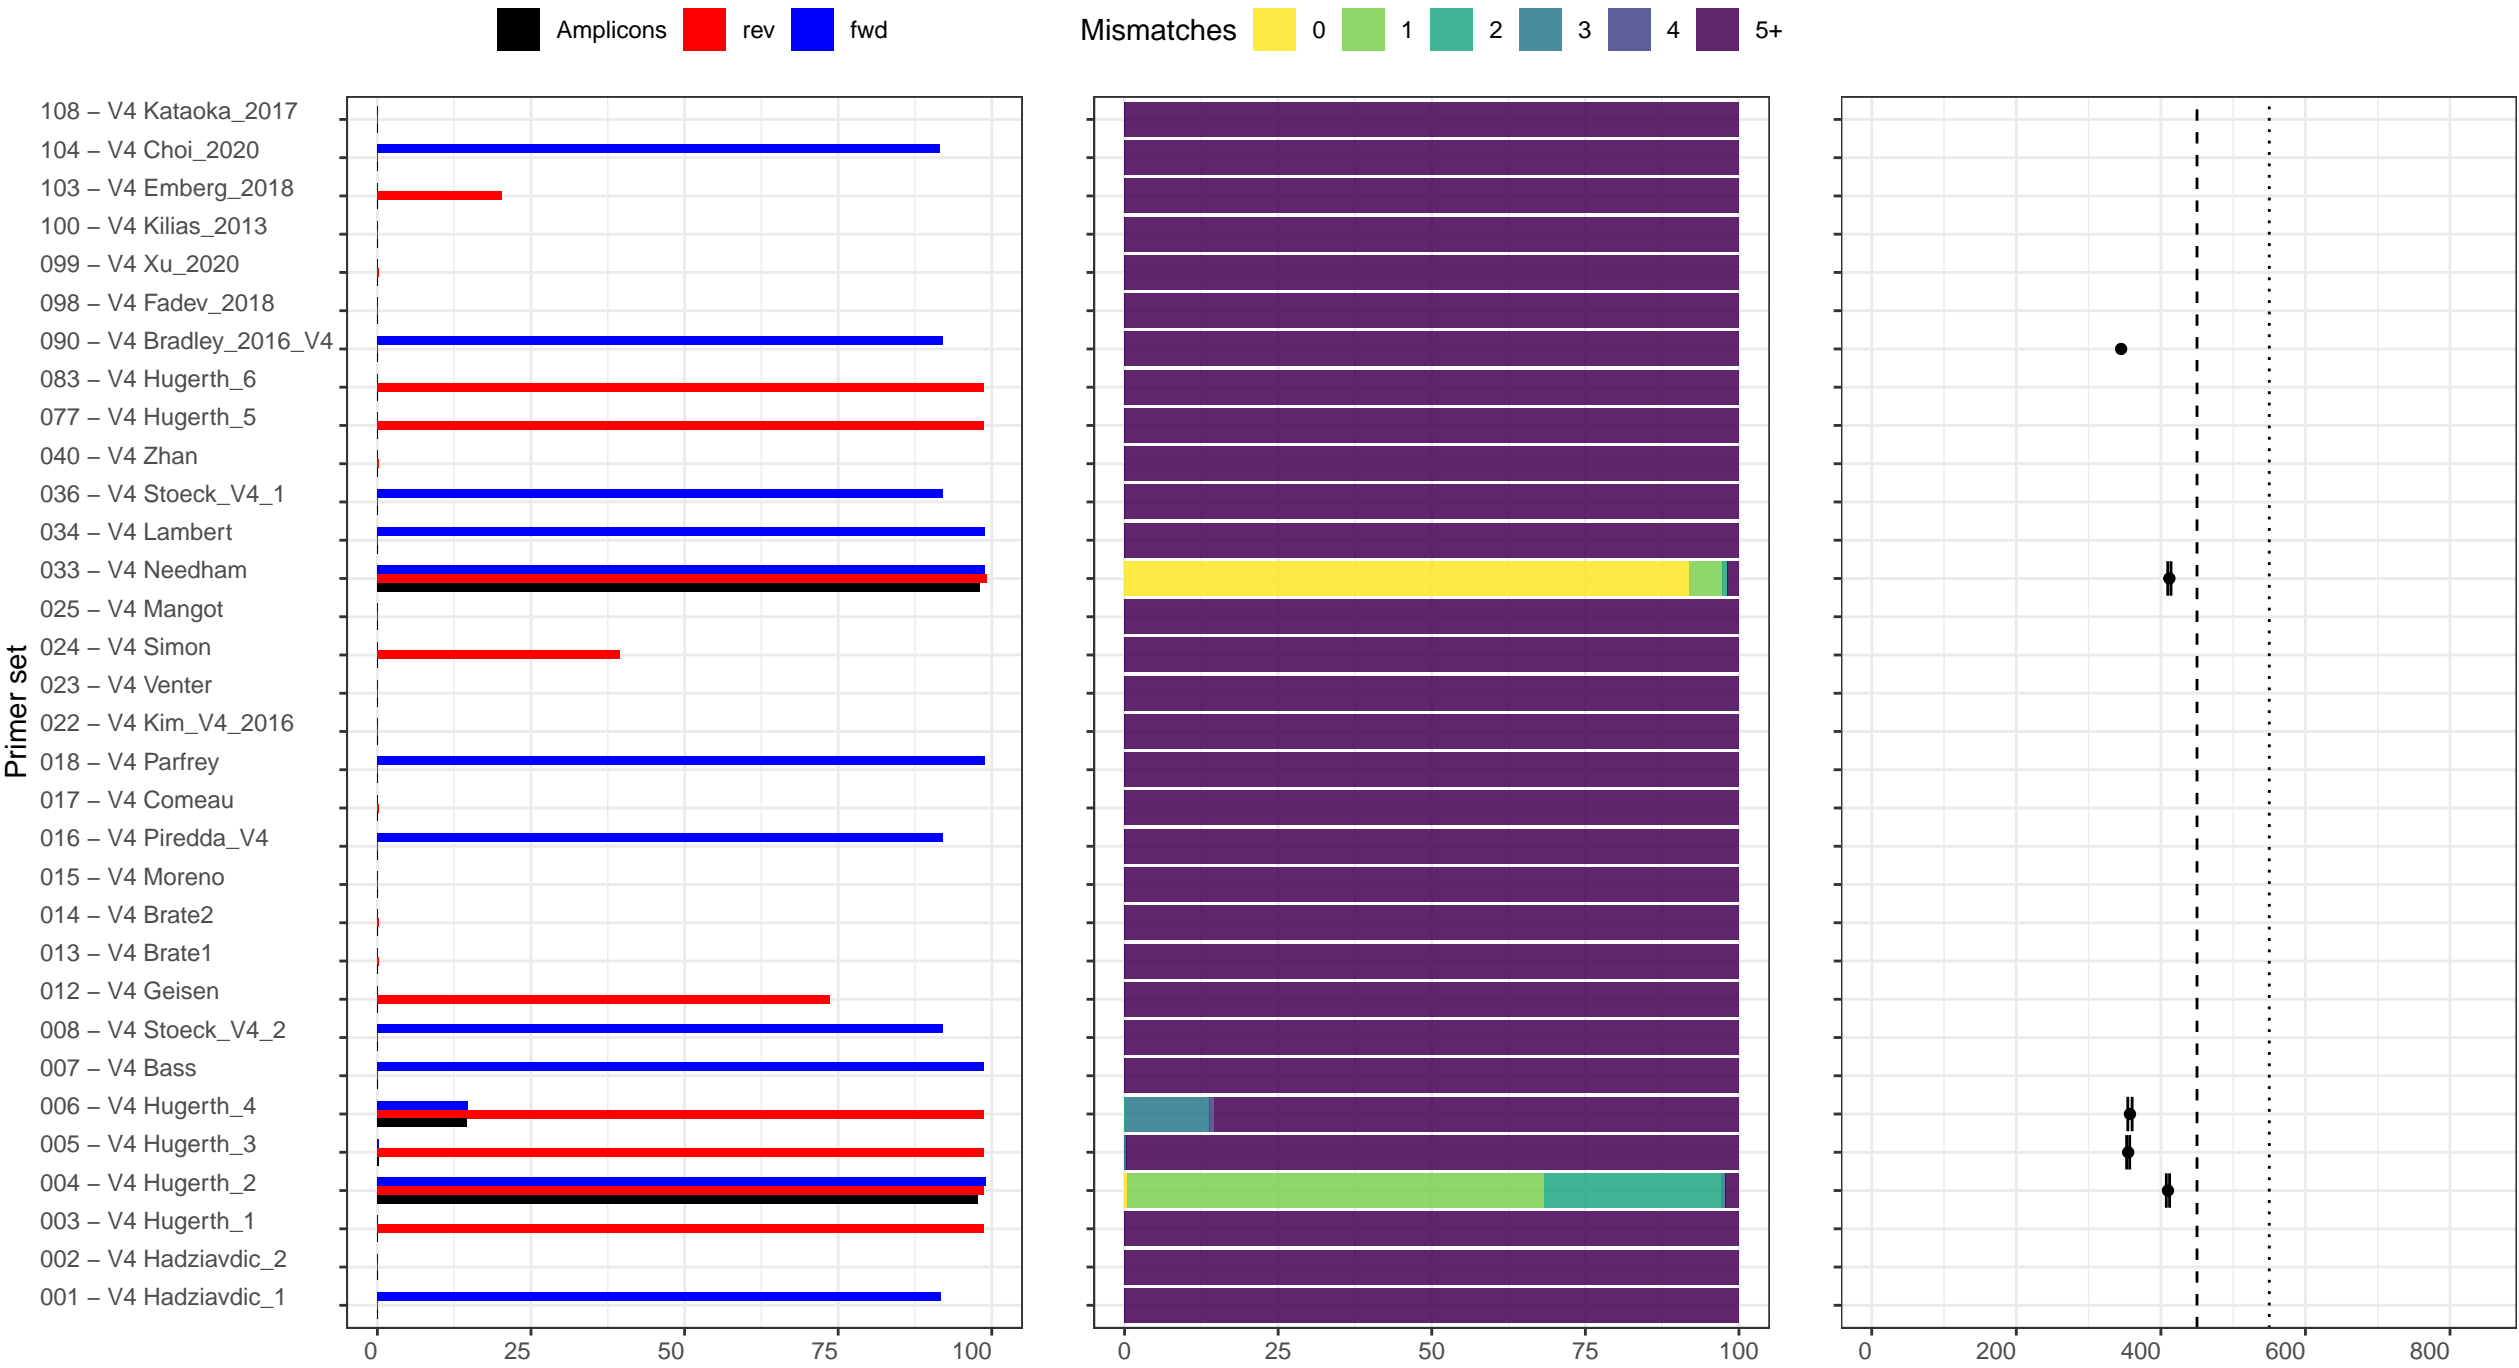 Amplicons rev fwd
Mismatches 0 1 2 3 4 5+
Primer set
108 – V4 Kataoka_2017
104 – V4 Choi_2020
103 – V4 Emberg_2018
100 – V4 Kilias_2013
099 – V4 Xu_2020
098 – V4 Fadev_2018
090 – V4 Bradley_2016_V4
083 – V4 Hugerth_6
077 – V4 Hugerth_5
040 – V4 Zhan
036 – V4 Stoeck_V4_1
034 – V4 Lambert
033 – V4 Needham
025 – V4 Mangot
024 – V4 Simon
023 – V4 Venter
022 – V4 Kim_V4_2016
018 – V4 Parfrey
017 – V4 Comeau
016 – V4 Piredda_V4
015 – V4 Moreno
014 – V4 Brate2
013 – V4 Brate1
012 – V4 Geisen
008 – V4 Stoeck_V4_2
007 – V4 Bass
006 – V4 Hugerth_4
005 – V4 Hugerth_3
004 – V4 Hugerth_2
003 – V4 Hugerth_1
002 – V4 Hadziavdic_2
001 – V4 Hadziavdic_1
0 25 50 75 100
0 25 50 75 100
0 200 400 600 800